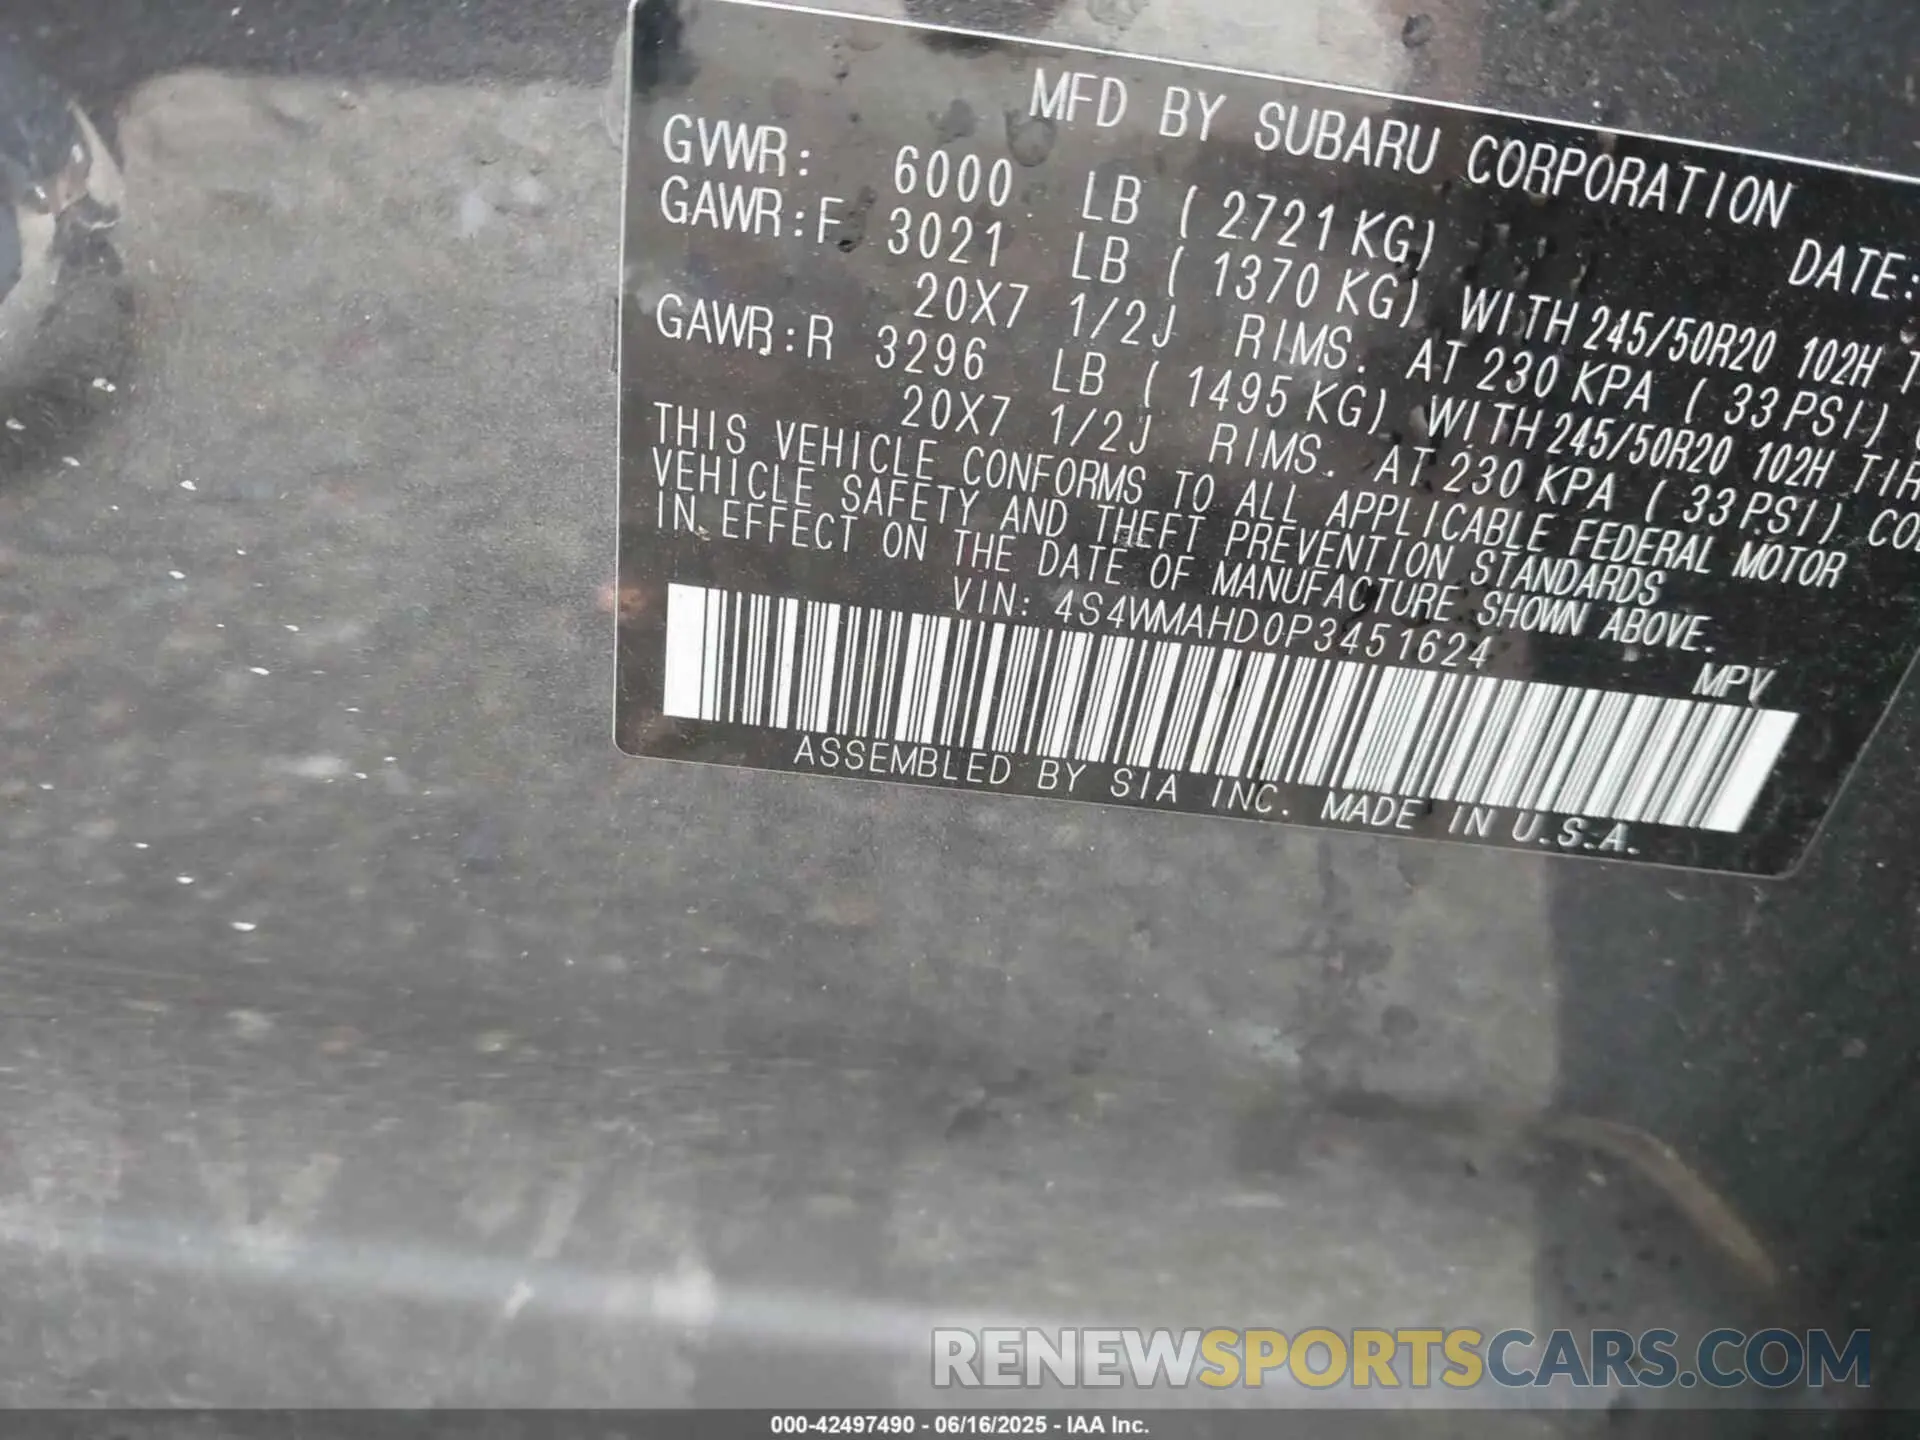 MFD BY SUBARU CORPORATION DATE:
GVWR: 6000 LB ( 2721 KG)
GAWR:F 3021 LB ( 1370 KG) WITH 245/50R20 102H
20X7 1/2J RIMS. AT 230 KPA ( 33 PSI)
GAWR:R 3296 LB ( 1495 KG) WITH 245/50R20 102H
20X7 1/2J RIMS. AT 230 KPA ( 33 PSI)
THIS VEHICLE CONFORMS TO ALL APPLICABLE FEDERAL MOTOR
VEHICLE SAFETY AND THEFT PREVENTION STANDARDS
IN EFFECT ON THE DATE OF MANUFACTURE SHOWN ABOVE.
VIN: 4S4WMAHD0P3451624 MPV
ASSEMBLED BY SIA INC. MADE IN U.S.A.
RENEWSPORTSCARS.COM
000-42497490 - 06/16/2025 - IAA Inc.